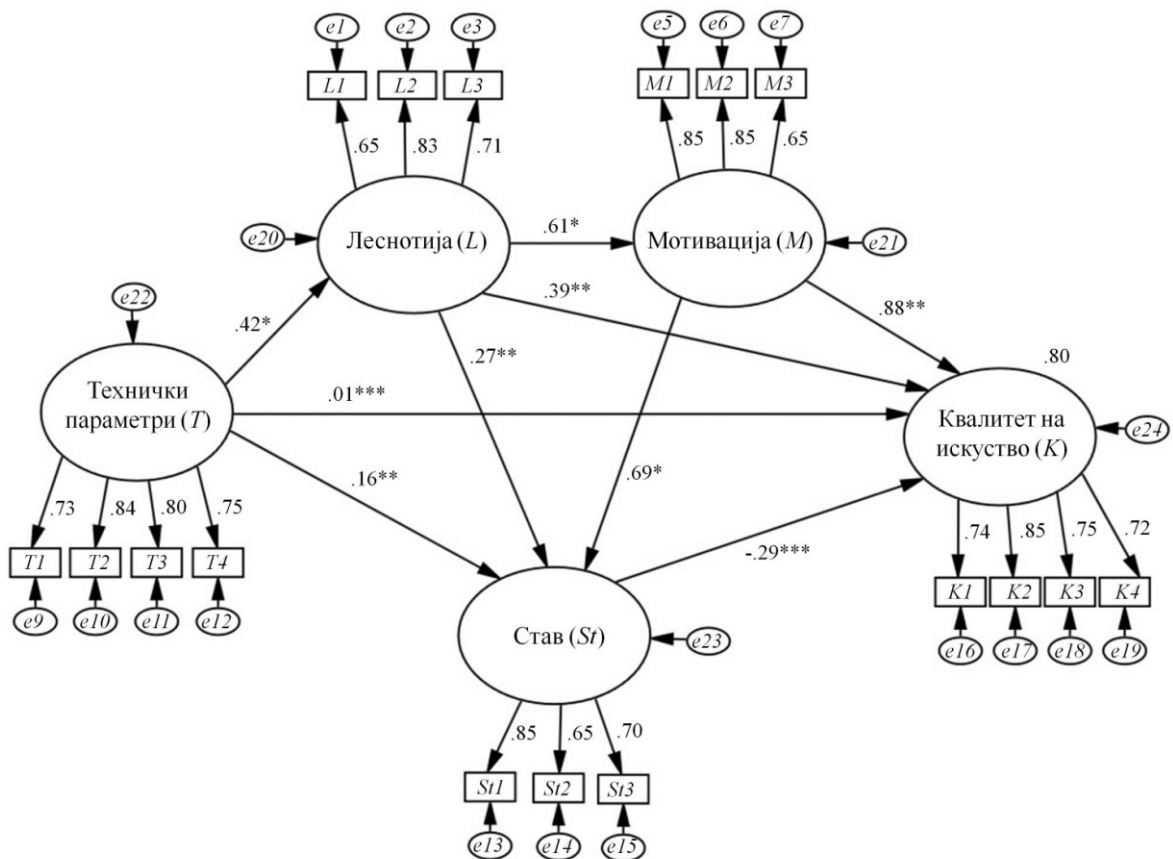 e1 e2 e3
e5 e6 e7
L1 L2 L3
M1 M2 M3
.65 .83 .71
.85 .85 .65
e20
Леснотија (L)
.61*
Мотивација (M)
e21
e22
.42*
.39**
.88**
.27**
.80
Технички
параметри (T)
.01***
Квалитет на
искуство (K)
e24
.16**
.69*
.73 .84 .80 .75
-.29***
.74 .85 .75 .72
T1 T2 T3 T4
K1 K2 K3 K4
e9 e10 e11 e12
Став (St)
e23
e16 e17 e18 e19
.85 .65 .70
St1 St2 St3
e13 e14 e15